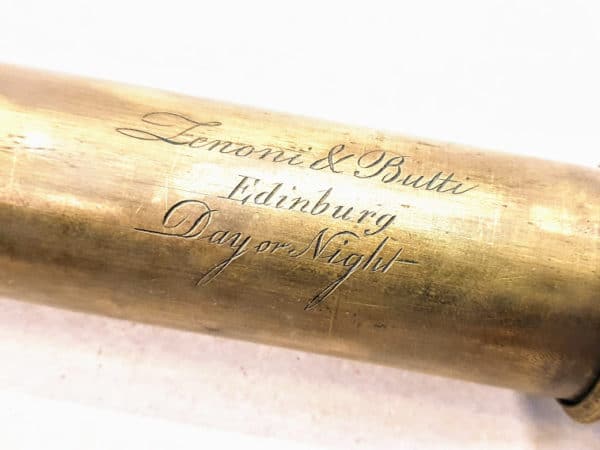 Zenoni & Butti
Edinburg
Day or Night